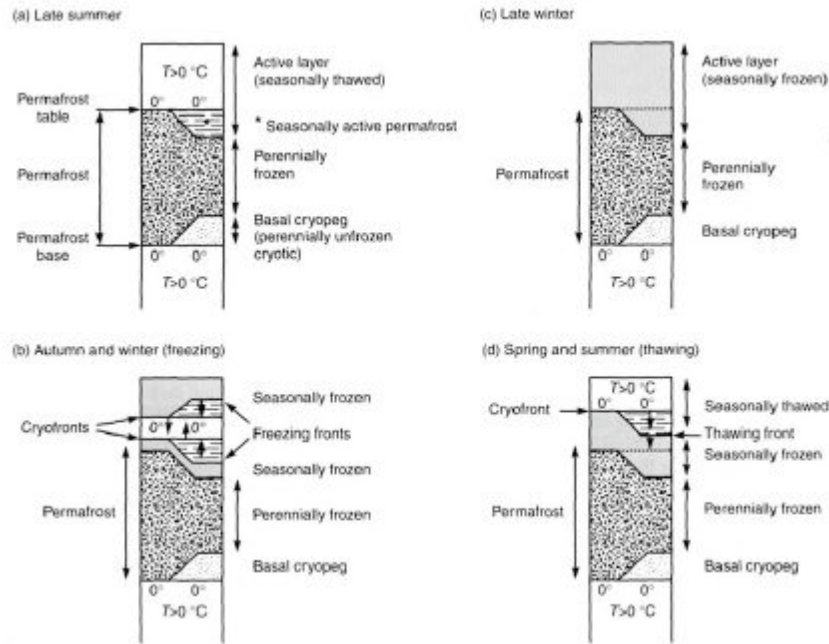 (a) Late summer
T>0 °C
0° 0°
Permafrost
table
Permafrost
Permafrost
base
0° 0°
T>0 °C
Active layer
(seasonally thawed)
* Seasonally active permafrost
Perennially
frozen
Basal cryopeg
(perennially unfrozen
cryotic)
(c) Late winter
Active layer
(seasonally frozen)
Permafrost
Perennially
frozen
Basal cryopeg
0° 0°
T>0 °C
(b) Autumn and winter (freezing)
Seasonally frozen
Cryofronts
0° 0°
Freezing fronts
Seasonally frozen
Permafrost
Perennially frozen
Basal cryopeg
0° 0°
T>0 °C
(d) Spring and summer (thawing)
T>0 °C
Cryofront
0° 0°
Seasonally thawed
Thawing front
Seasonally frozen
Permafrost
Perennially frozen
Basal cryopeg
0° 0°
T>0 °C